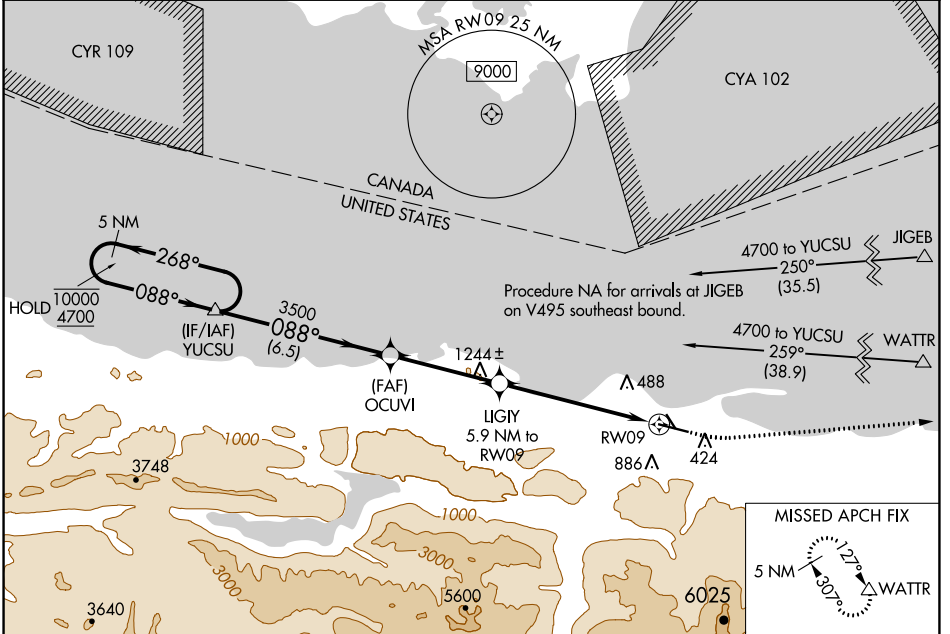 CYR 109
MSA RW09 25 NM
9000
CYA 102
CANADA
UNITED STATES
5 NM
268°
088°
HOLD
10000
4700
(IF/IAF)
YUCSU
3500
088°
(6.5)
(FAF)
OCUVI
1244 ±
LIGIY
5.9 NM to
RW09
Procedure NA for arrivals at JIGEB
on V495 southeast bound.
4700 to YUCSU
250°
(35.5)
JIGEB
4700 to YUCSU
259°
(38.9)
WATTR
488
RW09
886
424
1000
3748
1000
3000
3000
3640
5600
6025
MISSED APCH FIX
5 NM
127°
307°
WATTR